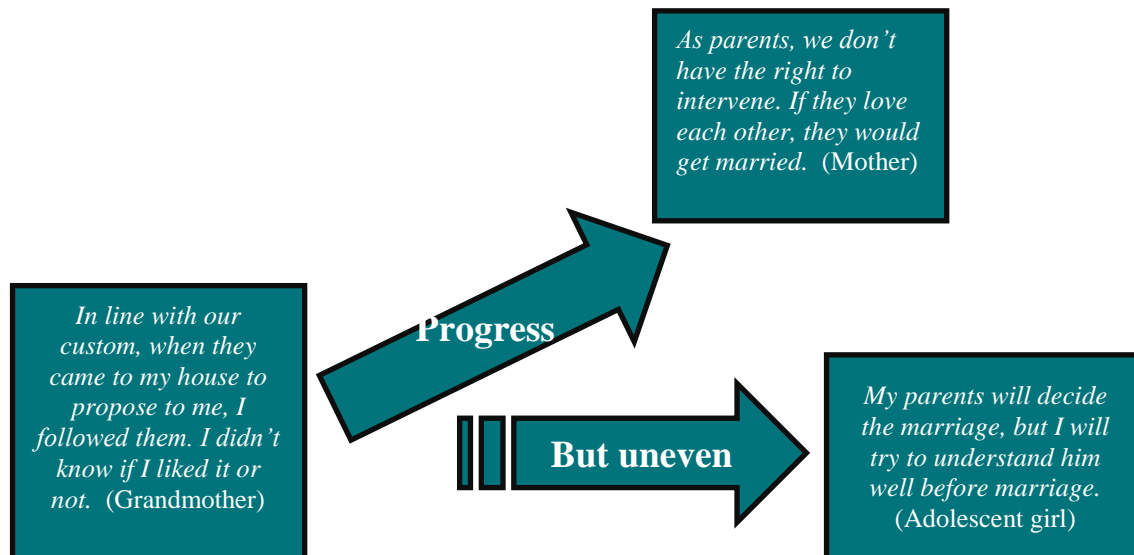 As parents, we don't
have the right to
intervene. If they love
each other, they would
get married. (Mother)
In line with our
custom, when they
came to my house to
propose to me, I
followed them. I didn't
know if I liked it or
not. (Grandmother)
Progress
But uneven
My parents will decide
the marriage, but I will
try to understand him
well before marriage.
(Adolescent girl)